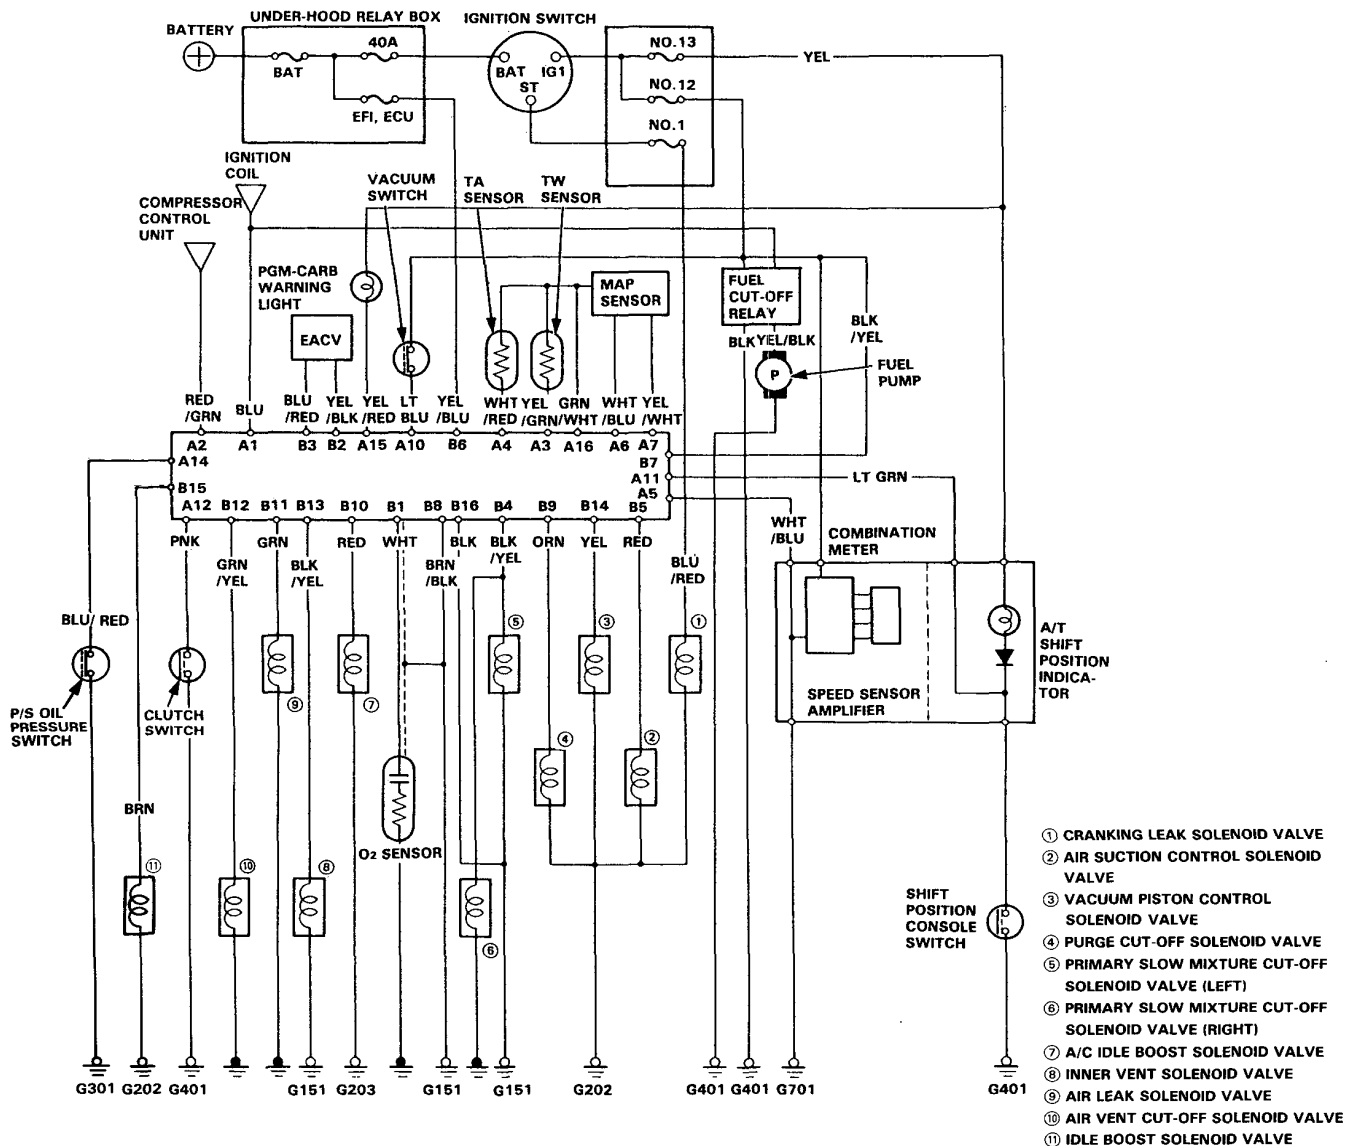 UNDER-HOOD RELAY BOX
IGNITION SWITCH
BATTERY
40A
BAT
EFI, ECU
BAT
IG1
ST
NO.13
NO.12
NO.1
YEL
IGNITION
COIL
COMPRESSOR
CONTROL
UNIT
VACUUM
SWITCH
TA
SENSOR
TW
SENSOR
PGM-CARB
WARNING
LIGHT
EACV
MAP
SENSOR
FUEL
CUT-OFF
RELAY
BLK
YEL/BLK
BLK
/YEL
P
FUEL
PUMP
RED
/GRN
BLU
BLU
/RED
YEL
/BLK
YEL
/RED
LT
BLU
YEL
/BLU
WHT
/RED
YEL
/GRN
GRN
/WHT
WHT
/BLU
YEL
/WHT
A2
A1
B3
B2
A15
A10
B6
A4
A3
A16
A6
A7
A14
B15
B7
A11
A5
LT GRN
A12
B12
B11
B13
B10
B1
B8
B16
B4
B9
B14
B5
PNK
GRN
/YEL
GRN
BLK
/YEL
RED
WHT
BRN
/BLK
BLK
BLK
/YEL
ORN
YEL
RED
BLU
/RED
WHT
/BLU
COMBINATION
METER
BLU/ RED
P/S OIL
PRESSURE
SWITCH
CLUTCH
SWITCH
⑨
⑦
⑤
③
①
④
②
SPEED SENSOR
AMPLIFIER
A/T
SHIFT
POSITION
INDICA-
TOR
BRN
O2 SENSOR
⑪
⑩
⑧
⑥
SHIFT
POSITION
CONSOLE
SWITCH
G301
G202
G401
G151
G203
G151
G151
G202
G401
G401
G701
G401
① CRANKING LEAK SOLENOID VALVE
② AIR SUCTION CONTROL SOLENOID
VALVE
③ VACUUM PISTON CONTROL
SOLENOID VALVE
④ PURGE CUT-OFF SOLENOID VALVE
⑤ PRIMARY SLOW MIXTURE CUT-OFF
SOLENOID VALVE (LEFT)
⑥ PRIMARY SLOW MIXTURE CUT-OFF
SOLENOID VALVE (RIGHT)
⑦ A/C IDLE BOOST SOLENOID VALVE
⑧ INNER VENT SOLENOID VALVE
⑨ AIR LEAK SOLENOID VALVE
⑩ AIR VENT CUT-OFF SOLENOID VALVE
⑪ IDLE BOOST SOLENOID VALVE